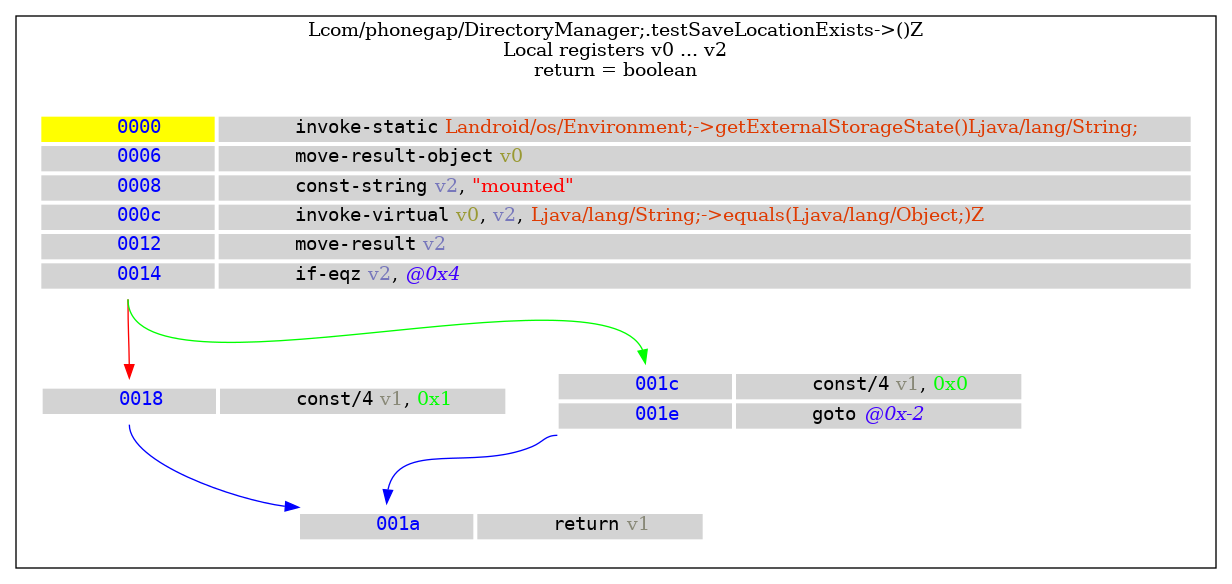 Lcom/phonegap/DirectoryManager;.testSaveLocationExists->()Z
Local registers v0 ... v2
return = boolean
0000 invoke-static Landroid/os/Environment;->getExternalStorageState()Ljava/lang/String;
0006 move-result-object v0
0008 const-string v2, "mounted"
000c invoke-virtual v0, v2, Ljava/lang/String;->equals(Ljava/lang/Object;)Z
0012 move-result v2
0014 if-eqz v2, @0x4
0018 const/4 v1, 0x1
001c const/4 v1, 0x0
001e goto @0x-2
001a return v1